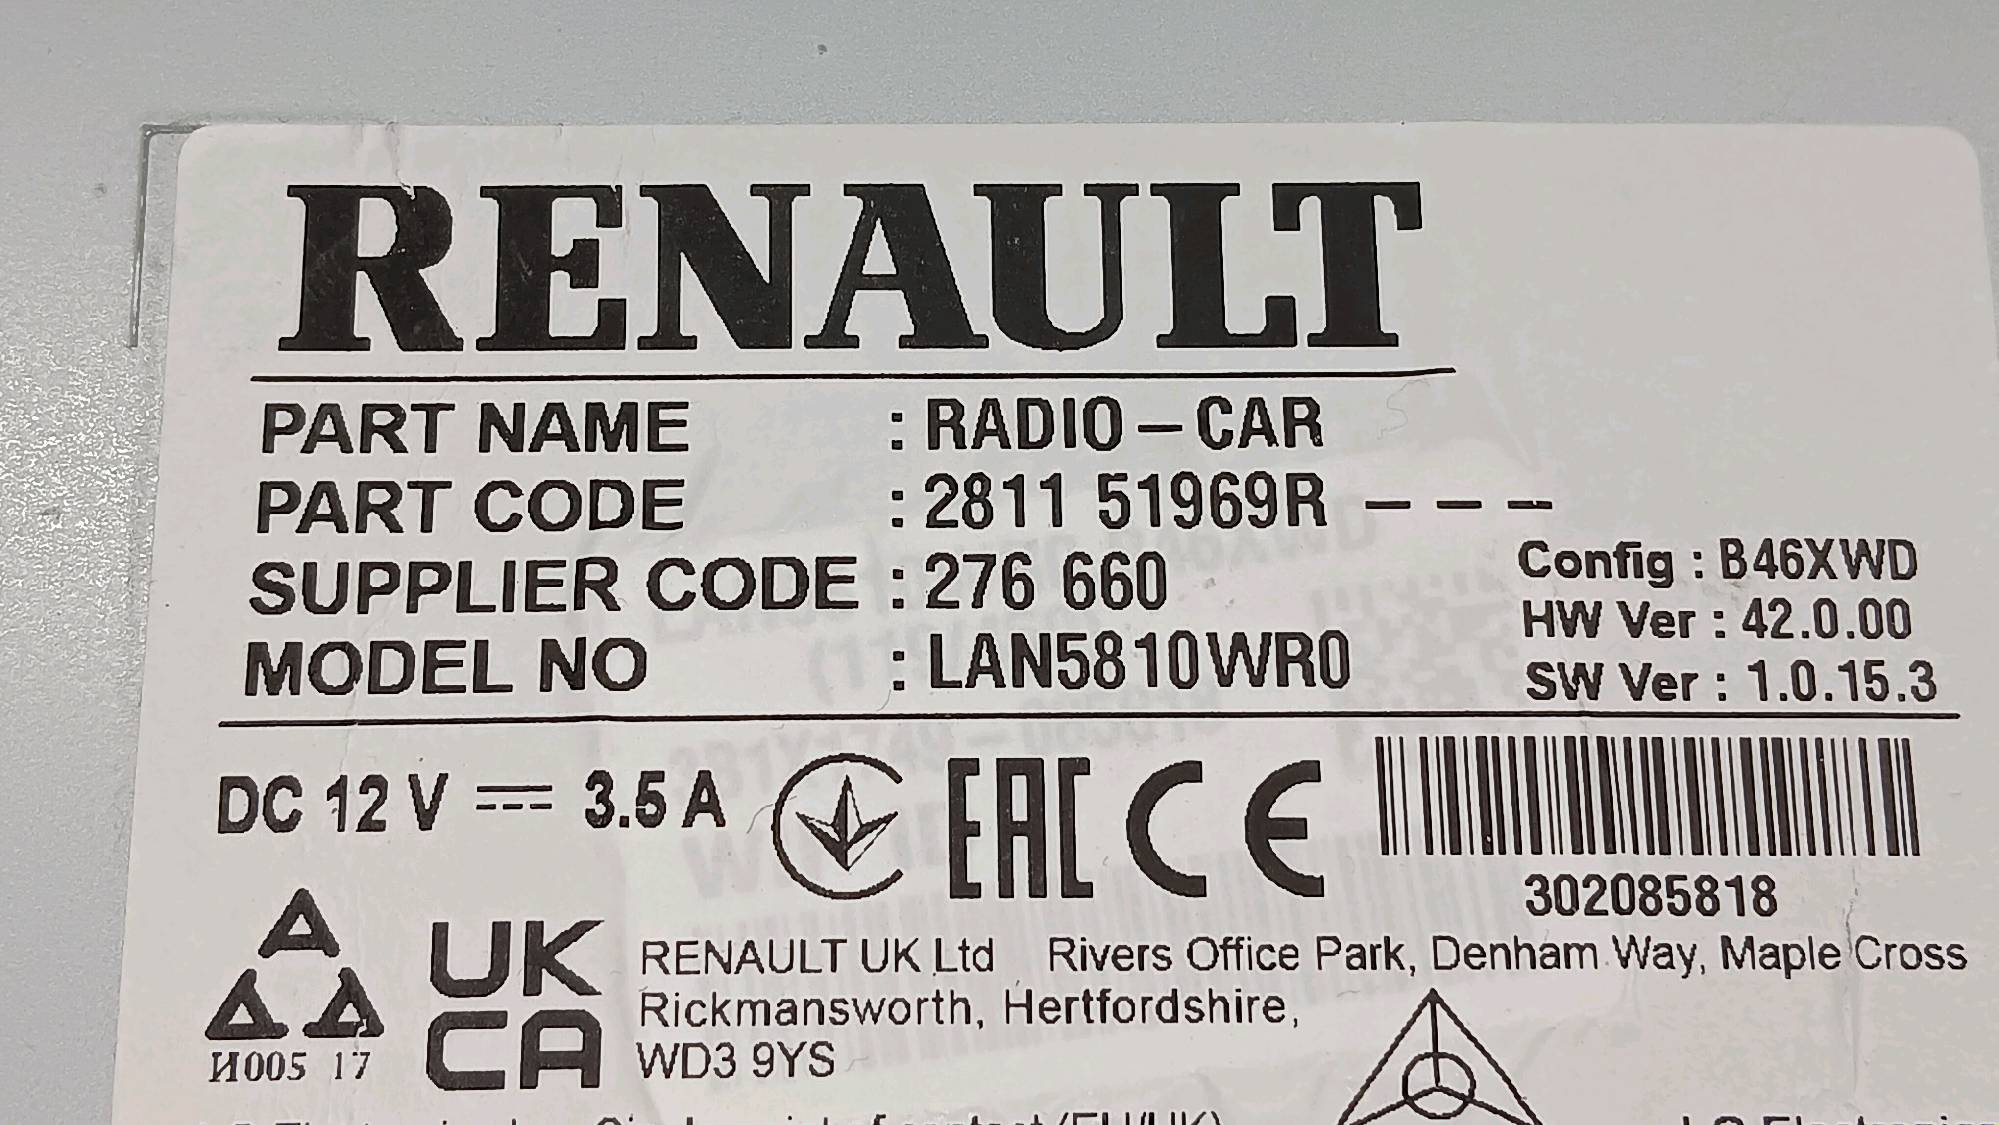 RENAULT
PART NAME : RADIO-CAR
PART CODE : 2811 51969R - - -
SUPPLIER CODE : 276 660
MODEL NO : LAN5810WR0
Config : B46XWD
HW Ver : 42.0.00
SW Ver : 1.0.15.3
DC 12 V 3.5 A EAC CE
302085818
UK
CA
И005 17
RENAULT UK Ltd Rivers Office Park, Denham Way, Maple Cross
Rickmansworth, Hertfordshire,
WD3 9YS